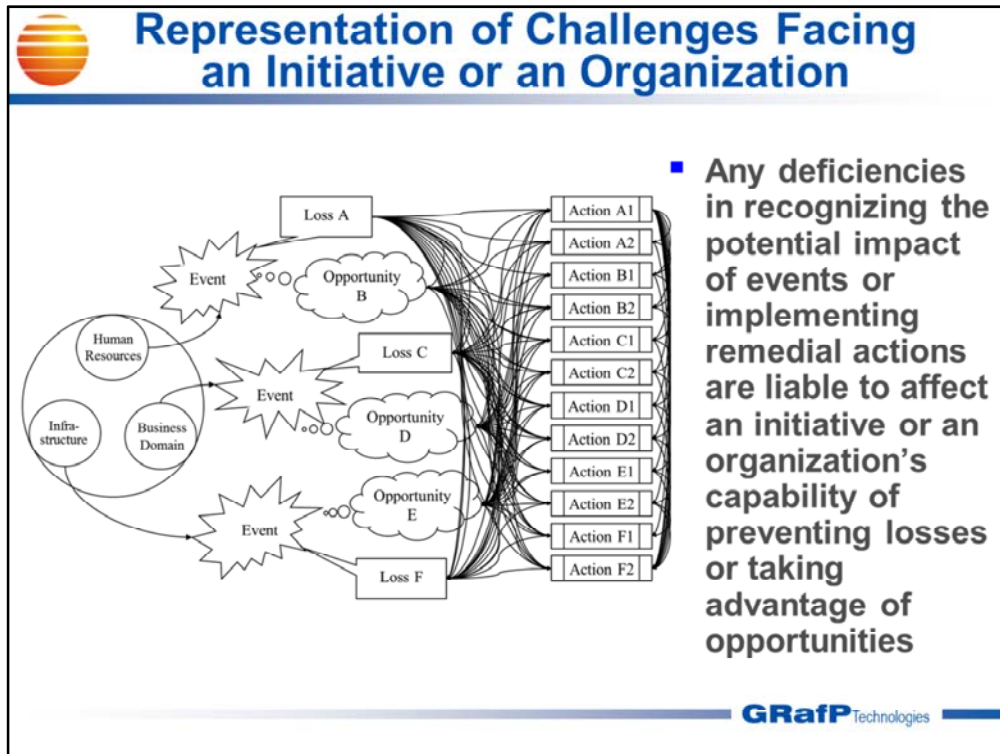 Representation of Challenges Facing
an Initiative or an Organization
Loss A
Event
Opportunity
B
Human
Resources
Loss C
Event
Infra-
structure
Business
Domain
Opportunity
D
Opportunity
E
Event
Loss F
Action A1
Action A2
Action B1
Action B2
Action C1
Action C2
Action D1
Action D2
Action E1
Action E2
Action F1
Action F2
Any deficiencies
in recognizing the
potential impact
of events or
implementing
remedial actions
are liable to affect
an initiative or an
organization’s
capability of
preventing losses
or taking
advantage of
opportunities
GRafP Technologies